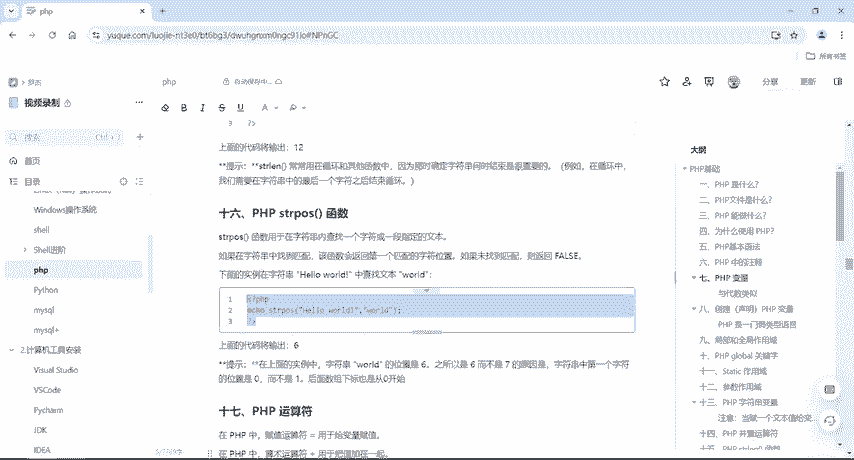 php
yuque.com/luojie-nt3e0/bt6bg3/dwuhgnxm0ngc91lo#NPnGC
所有书签
罗杰
php
自动保存中...
分享
更新
视频录制
B I S U A
搜索
Ctrl + J
首页
目录
Windows操作系统
shell
Shell进阶
php
Python
mysql
mysql+
2.计算机工具安装
Visual Studio
VSCode
Pycharm
JDK
IDEA
3 ?>
上面的代码将输出：12
**提示：**strlen() 常常用在循环和其他函数中，因为那时确定字符串何时结束是很重要的。（例如，在循环中，
我们需要在字符串中的最后一个字符之后结束循环。）
十六、PHP strpos() 函数
strpos() 函数用于在字符串内查找一个字符或一段指定的文本。
如果在字符串中找到匹配，该函数会返回第一个匹配的字符位置。如果未找到匹配，则返回 FALSE。
下面的实例在字符串 "Hello world!" 中查找文本 "world"：
1 <?php
2 echo strpos("Hello world!","world");
3 ?>
上面的代码将输出：6
**提示：**在上面的实例中，字符串 "world" 的位置是 6。之所以是 6 而不是 7 的原因是，字符串中第一个字符
的位置是 0，而不是 1。后面数组下标也是从0开始
十七、PHP 运算符
在 PHP 中，赋值运算符 = 用于给变量赋值。
在 PHP 中，算术运算符 + 用于把值加在一起。
大纲
PHP基础
一、PHP 是什么？
二、PHP文件是什么？
三、PHP 能做什么？
四、为什么使用 PHP？
五、PHP基本语法
六、PHP 中的注释
七、PHP 变量
与代数类似
八、创建（声明）PHP 变量
PHP 是一门弱类型语言
九、局部和全局作用域
十、PHP global 关键字
十一、Static 作用域
十二、参数作用域
十三、PHP 字符串变量
注意：当赋一个文本值给变...
十四、PHP 并置运算符
十五、PHP strlen() 函数